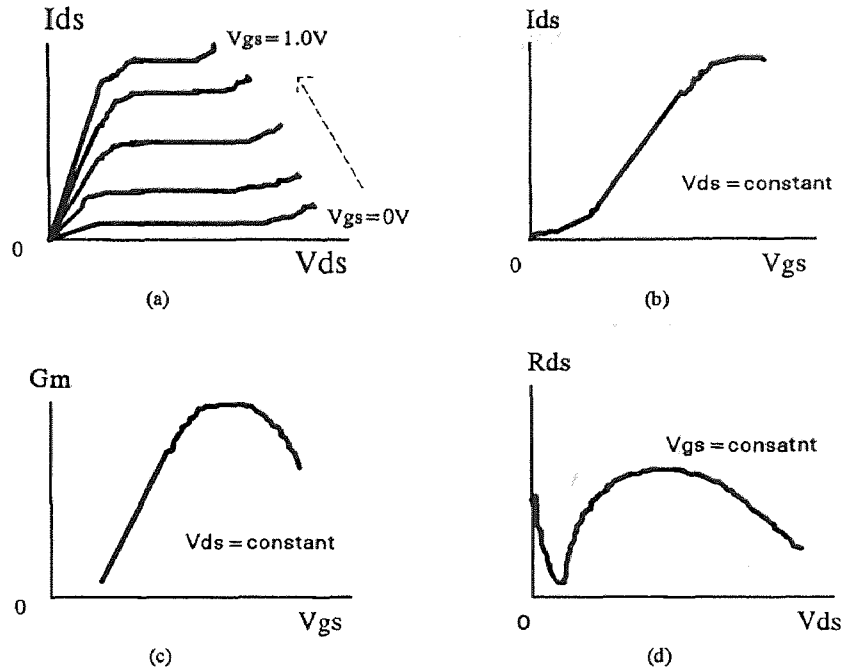 Ids
Vgs=1.0V
Vgs=0V
0
Vds
(a)
Ids
Vds=constant
0
Vgs
(b)
Gm
Vds=constant
0
Vgs
(c)
Rds
Vgs=consatnt
0
Vds
(d)